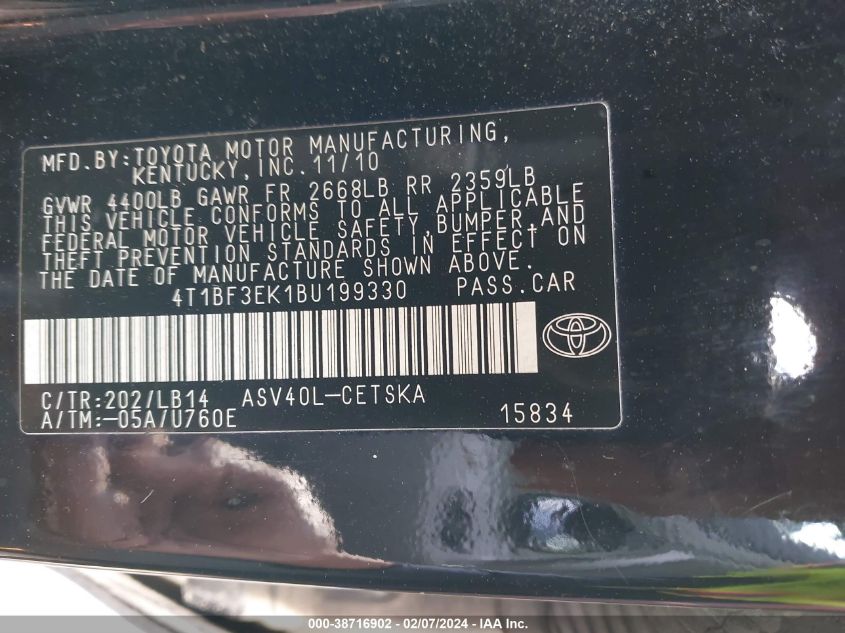 MFD.BY:TOYOTA MOTOR MANUFACTURING,
KENTUCKY,INC.11/10
GVWR 4400LB GAWR FR 2668LB RR 2359LB
THIS VEHICLE CONFORMS TO ALL APPLICABLE
FEDERAL MOTOR VEHICLE SAFETY,BUMPER,AND
THEFT PREVENTION STANDARDS IN EFFECT ON
THE DATE OF MANUFACTURE SHOWN ABOVE.
4T1BF3EK1BU199330 PASS.CAR
C/TR:202/LB14 ASV40L-CETSKA
A/TM:-05A/U760E 15834
000-38716902 - 02/07/2024 - IAA Inc.